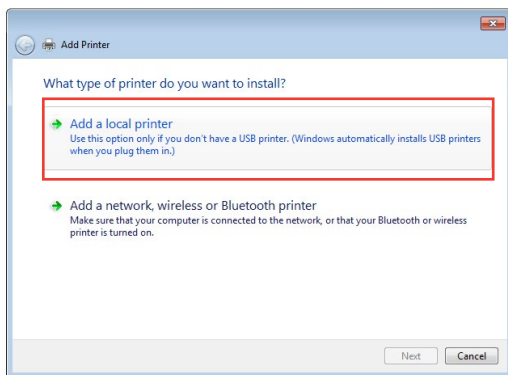 Add Printer
What type of printer do you want to install?
Add a local printer
Use this option only if you don't have a USB printer. (Windows automatically installs USB printers
when you plug them in.)
Add a network, wireless or Bluetooth printer
Make sure that your computer is connected to the network, or that your Bluetooth or wireless
printer is turned on.
Next Cancel